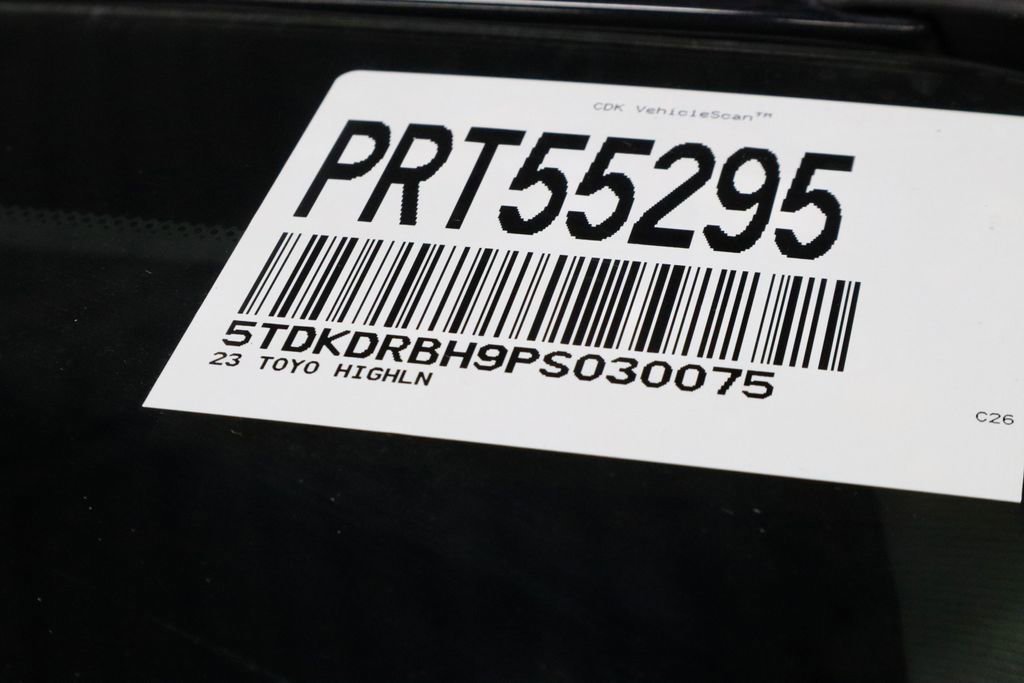 CDK VehicleScan™
PRT55295
5TDKDRBH9PS030075
23 TOYO HIGHLN
C26